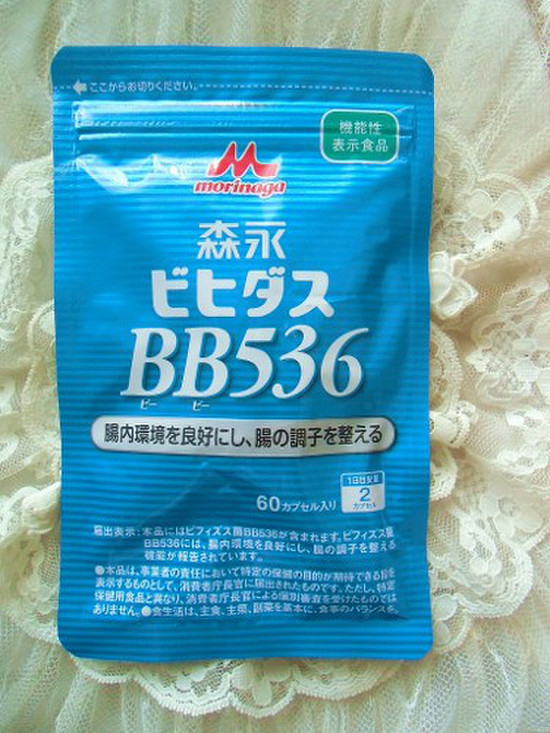 ここからお切りください。
機能性
表示食品
morinaga
森永
ビヒダス
BB536
ビー ビー
腸内環境を良好にし、腸の調子を整える
60カプセル入り
1日目安量
2
カプセル
届出表示:本品にはビフィズス菌BB536が含まれます。ビフィズス菌
BB536には、腸内環境を良好にし、腸の調子を整える
機能が報告されています。
●本品は、事業者の責任において特定の保健の目的が期待できる旨を
表示するものとして、消費者庁長官に届出されたものです。ただし、特定
保健用食品と異なり、消費者庁長官による個別審査を受けたものでは
ありません。●食生活は、主食、主菜、副菜を基本に、食事のバランスを。